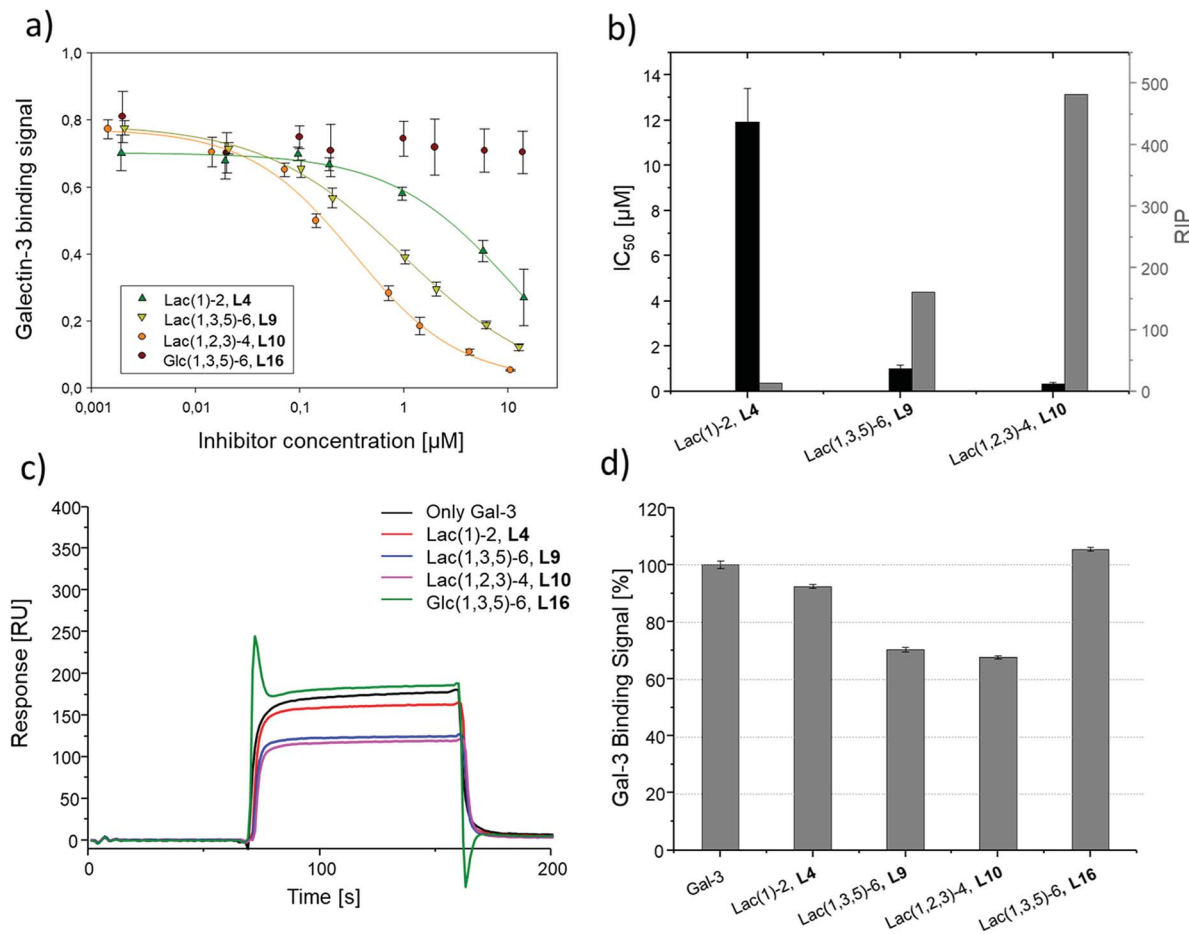 a)
1,0
0,8
0,6
0,4
0,2
0,0
Galectin-3 binding signal
Lac(1)-2, L4
Lac(1,3,5)-6, L9
Lac(1,2,3)-4, L10
Glc(1,3,5)-6, L16
0,001
0,01
0,1
1
10
Inhibitor concentration [µM]
b)
14
12
10
8
6
4
2
0
IC50 [µM]
500
400
300
200
100
0
RIP
Lac(1)-2, L4
Lac(1,3,5)-6, L9
Lac(1,2,3)-4, L10
c)
400
350
300
250
200
150
100
50
0
Response [RU]
Only Gal-3
Lac(1)-2, L4
Lac(1,3,5)-6, L9
Lac(1,2,3)-4, L10
Glc(1,3,5)-6, L16
0
100
200
Time [s]
d)
120
100
80
60
40
20
0
Gal-3 Binding Signal [%]
Gal-3
Lac(1)-2, L4
Lac(1,3,5)-6, L9
Lac(1,2,3)-4, L10
Lac(1,3,5)-6, L16